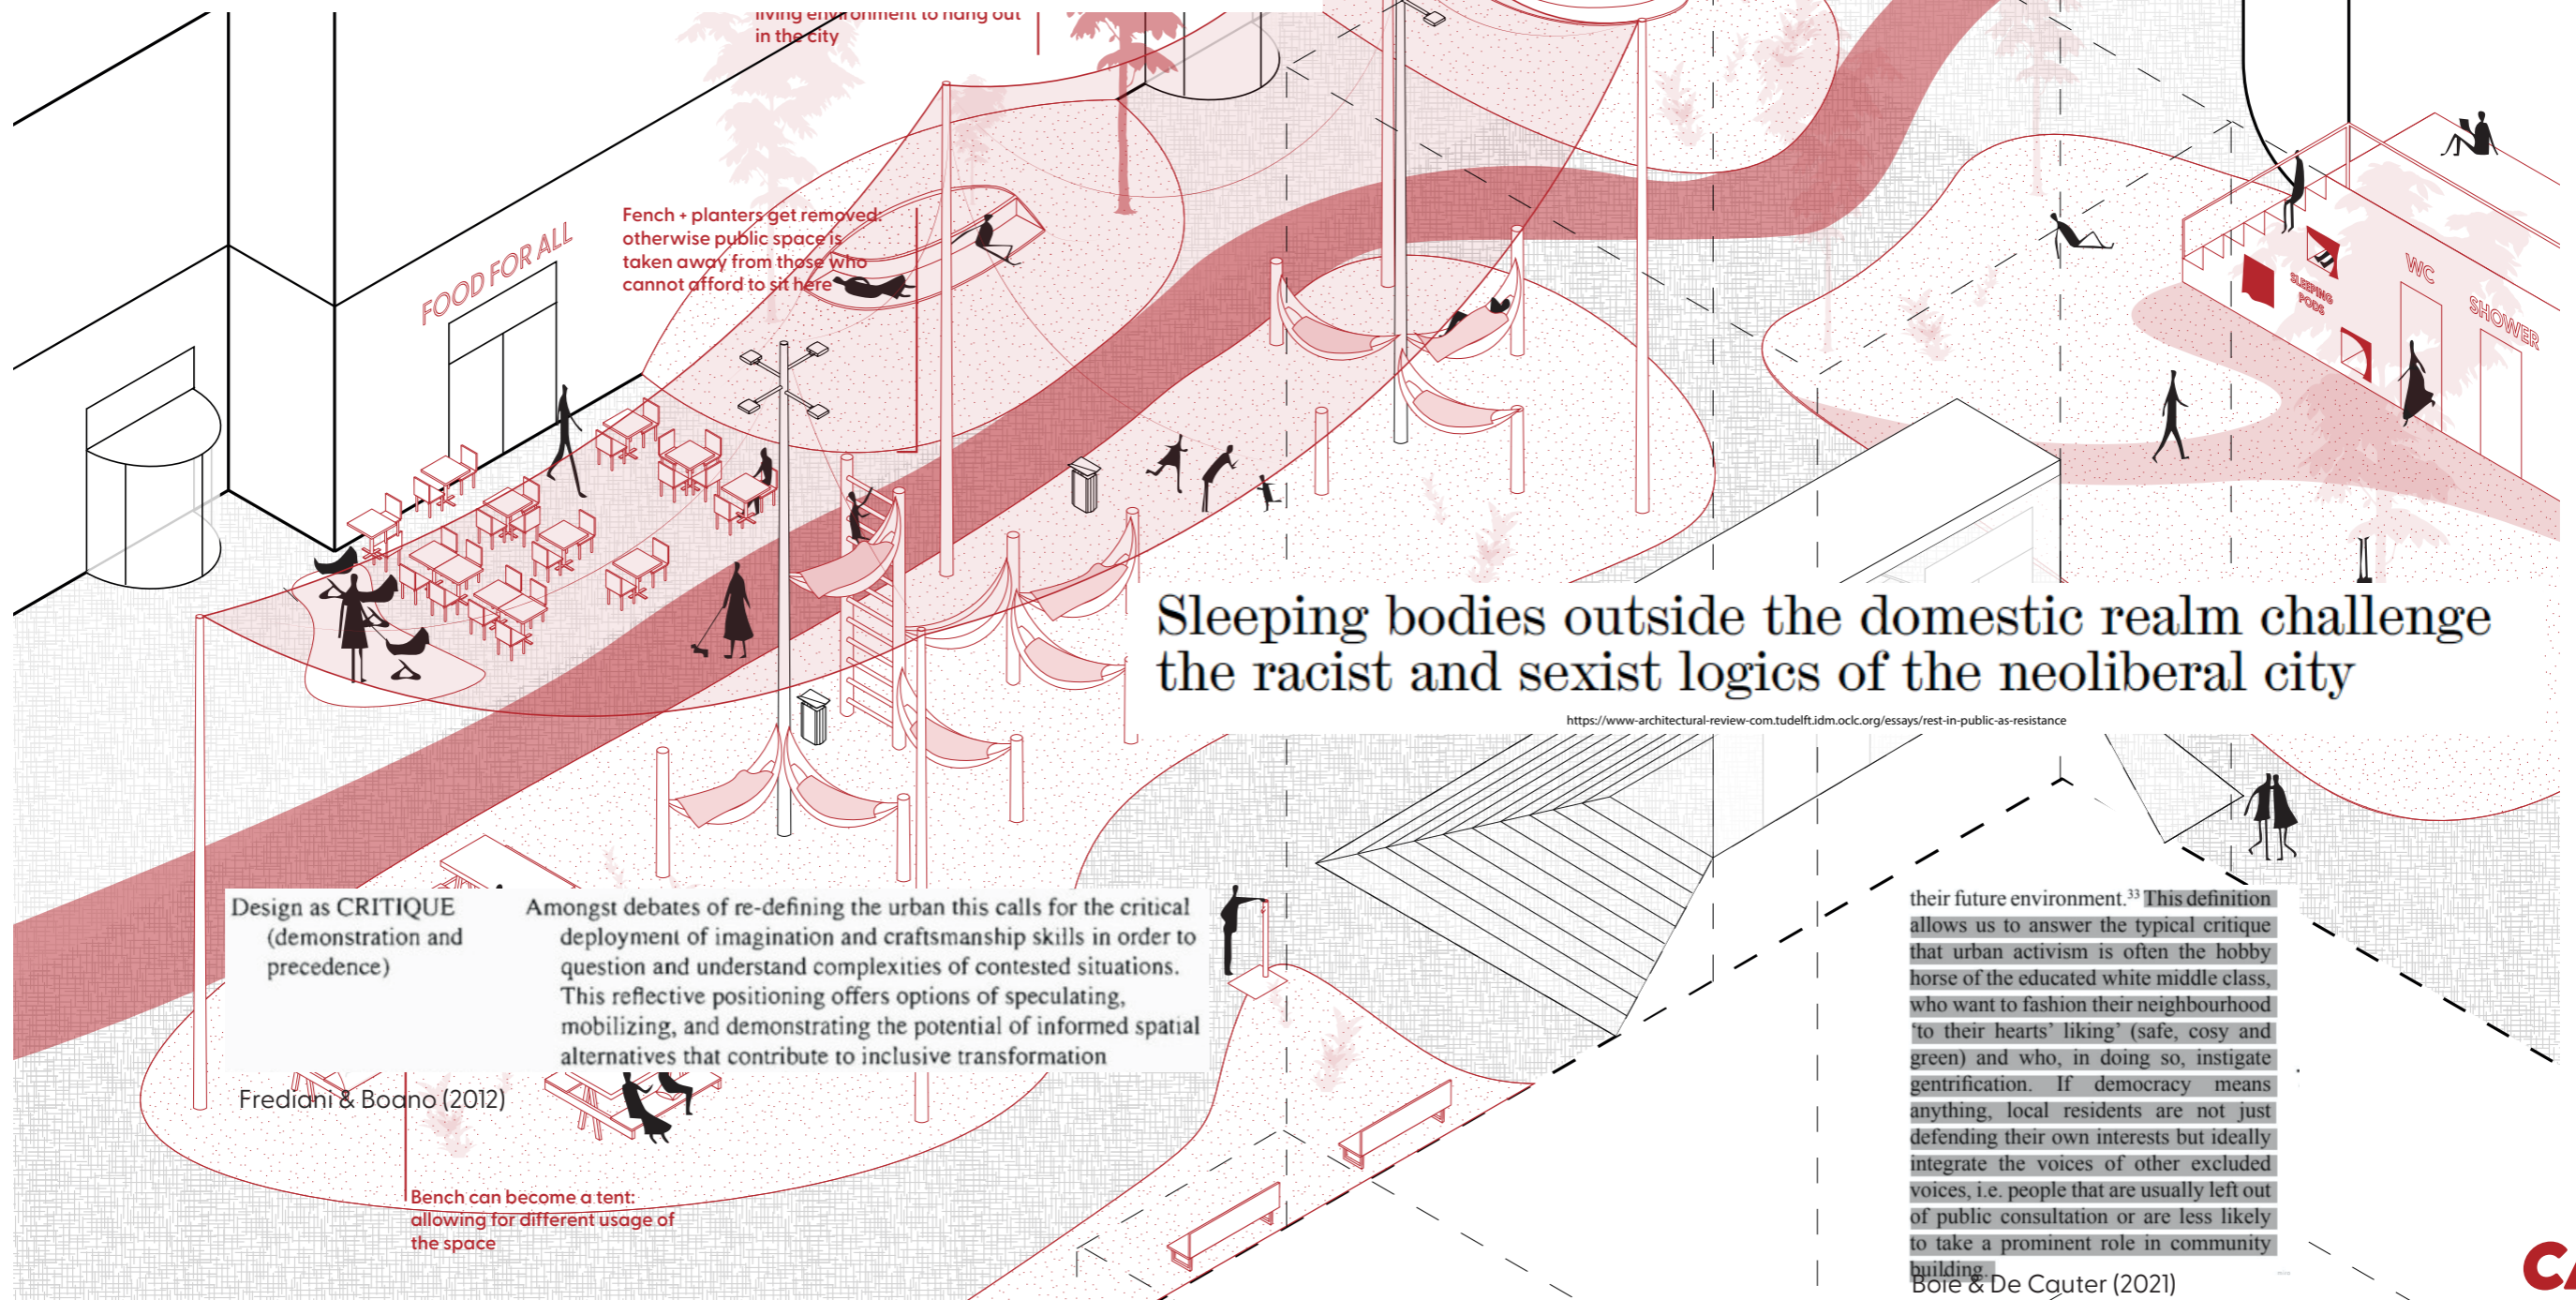 living environment to hang out
in the city
Fench + planters get removed:
otherwise public space is
taken away from those who
cannot afford to sit here
FOOD FOR ALL
SLEEPING
PODS
WC
SHOWER
Sleeping bodies outside the domestic realm challenge
the racist and sexist logics of the neoliberal city
https://www-architectural-review-com.tudelft.idm.oclc.org/essays/rest-in-public-as-resistance
Design as CRITIQUE
(demonstration and
precedence)
Amongst debates of re-defining the urban this calls for the critical
deployment of imagination and craftsmanship skills in order to
question and understand complexities of contested situations.
This reflective positioning offers options of speculating,
mobilizing, and demonstrating the potential of informed spatial
alternatives that contribute to inclusive transformation
Frediani & Boano (2012)
Bench can become a tent:
allowing for different usage of
the space
their future environment.33 This definition
allows us to answer the typical critique
that urban activism is often the hobby
horse of the educated white middle class,
who want to fashion their neighbourhood
‘to their hearts’ liking’ (safe, cosy and
green) and who, in doing so, instigate
gentrification. If democracy means
anything, local residents are not just
defending their own interests but ideally
integrate the voices of other excluded
voices, i.e. people that are usually left out
of public consultation or are less likely
to take a prominent role in community
building.
Boie & De Cauter (2021)